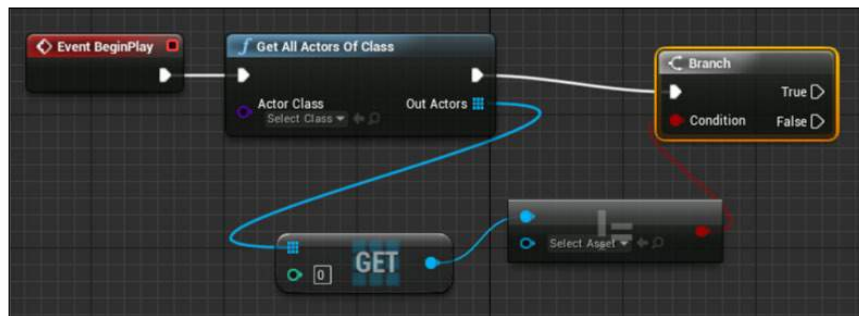 Event BeginPlay
Get All Actors Of Class
Actor Class
Select Class
Out Actors
Branch
True
Condition
False
0
GET
!=
Select Asset